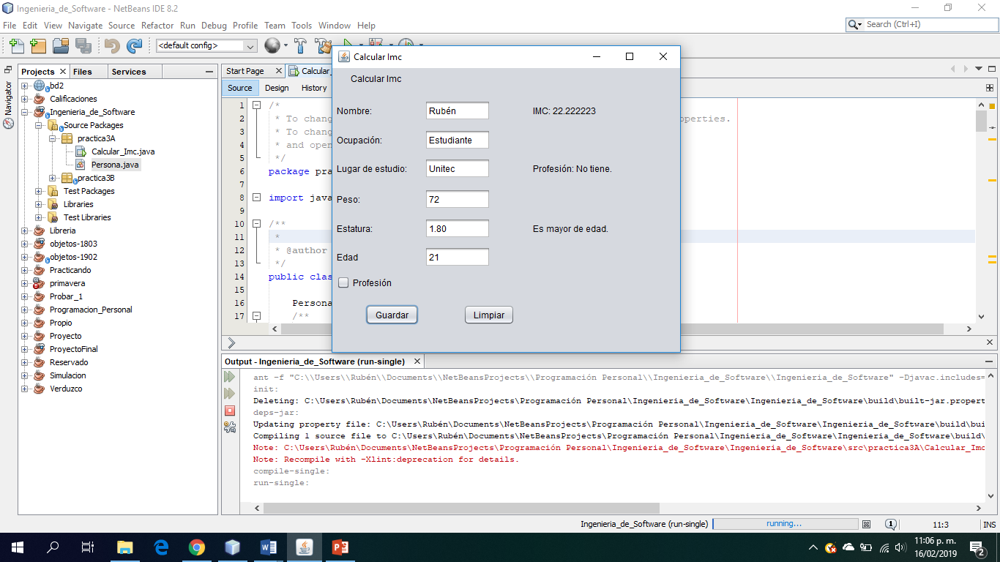 Ingenieria_de_Software - NetBeans IDE 8.2
File Edit View Navigate Source Refactor Run Debug Profile Team Tools Window Help
Search (Ctrl+I)
<default config>
Projects
Files
Services
Navigator
bd2
Calificaciones
Ingenieria_de_Software
Source Packages
practica3A
Calcular_Imc.java
Persona.java
practica3B
Test Packages
Libraries
Test Libraries
Libreria
objetos-1803
objetos-1902
Practicando
primavera
Probar_1
Programacion_Personal
Propio
Proyecto
ProyectoFinal
Reservado
Simulacion
Verduzco
Start Page
Calcular_
Source Design History
1 /*
2 * To chang operties.
3 * To chang
4 * and open
5 */
6 package pra
7
8 import java
9
10 /**
11 *
12 * @author
13 */
14 public clas
15
16 Persona
17 /**
Calcular Imc
Calcular Imc
Nombre: Rubén IMC: 22.222223
Ocupación: Estudiante
Lugar de estudio: Unitec Profesión: No tiene.
Peso: 72
Estatura: 1.80 Es mayor de edad.
Edad 21
Profesión
Guardar Limpiar
Output - Ingenieria_de_Software (run-single)
ant -f "C:\\Users\\Rubén\\Documents\\NetBeansProjects\\Programación Personal\\Ingenieria_de_Software\\Ingenieria_de_Software" -Djavac.includes=
init:
Deleting: C:\Users\Rubén\Documents\NetBeansProjects\Programación Personal\Ingenieria_de_Software\Ingenieria_de_Software\build\built-jar.propert
deps-jar:
Updating property file: C:\Users\Rubén\Documents\NetBeansProjects\Programación Personal\Ingenieria_de_Software\Ingenieria_de_Software\build\bui
Compiling 1 source file to C:\Users\Rubén\Documents\NetBeansProjects\Programación Personal\Ingenieria_de_Software\Ingenieria_de_Software\build\
Note: C:\Users\Rubén\Documents\NetBeansProjects\Programación Personal\Ingenieria_de_Software\Ingenieria_de_Software\src\practica3A\Calcular_Imc
Note: Recompile with -Xlint:deprecation for details.
compile-single:
run-single:
Ingenieria_de_Software (run-single) running... 1 11:3 INS
11:06 p. m.
16/02/2019
2